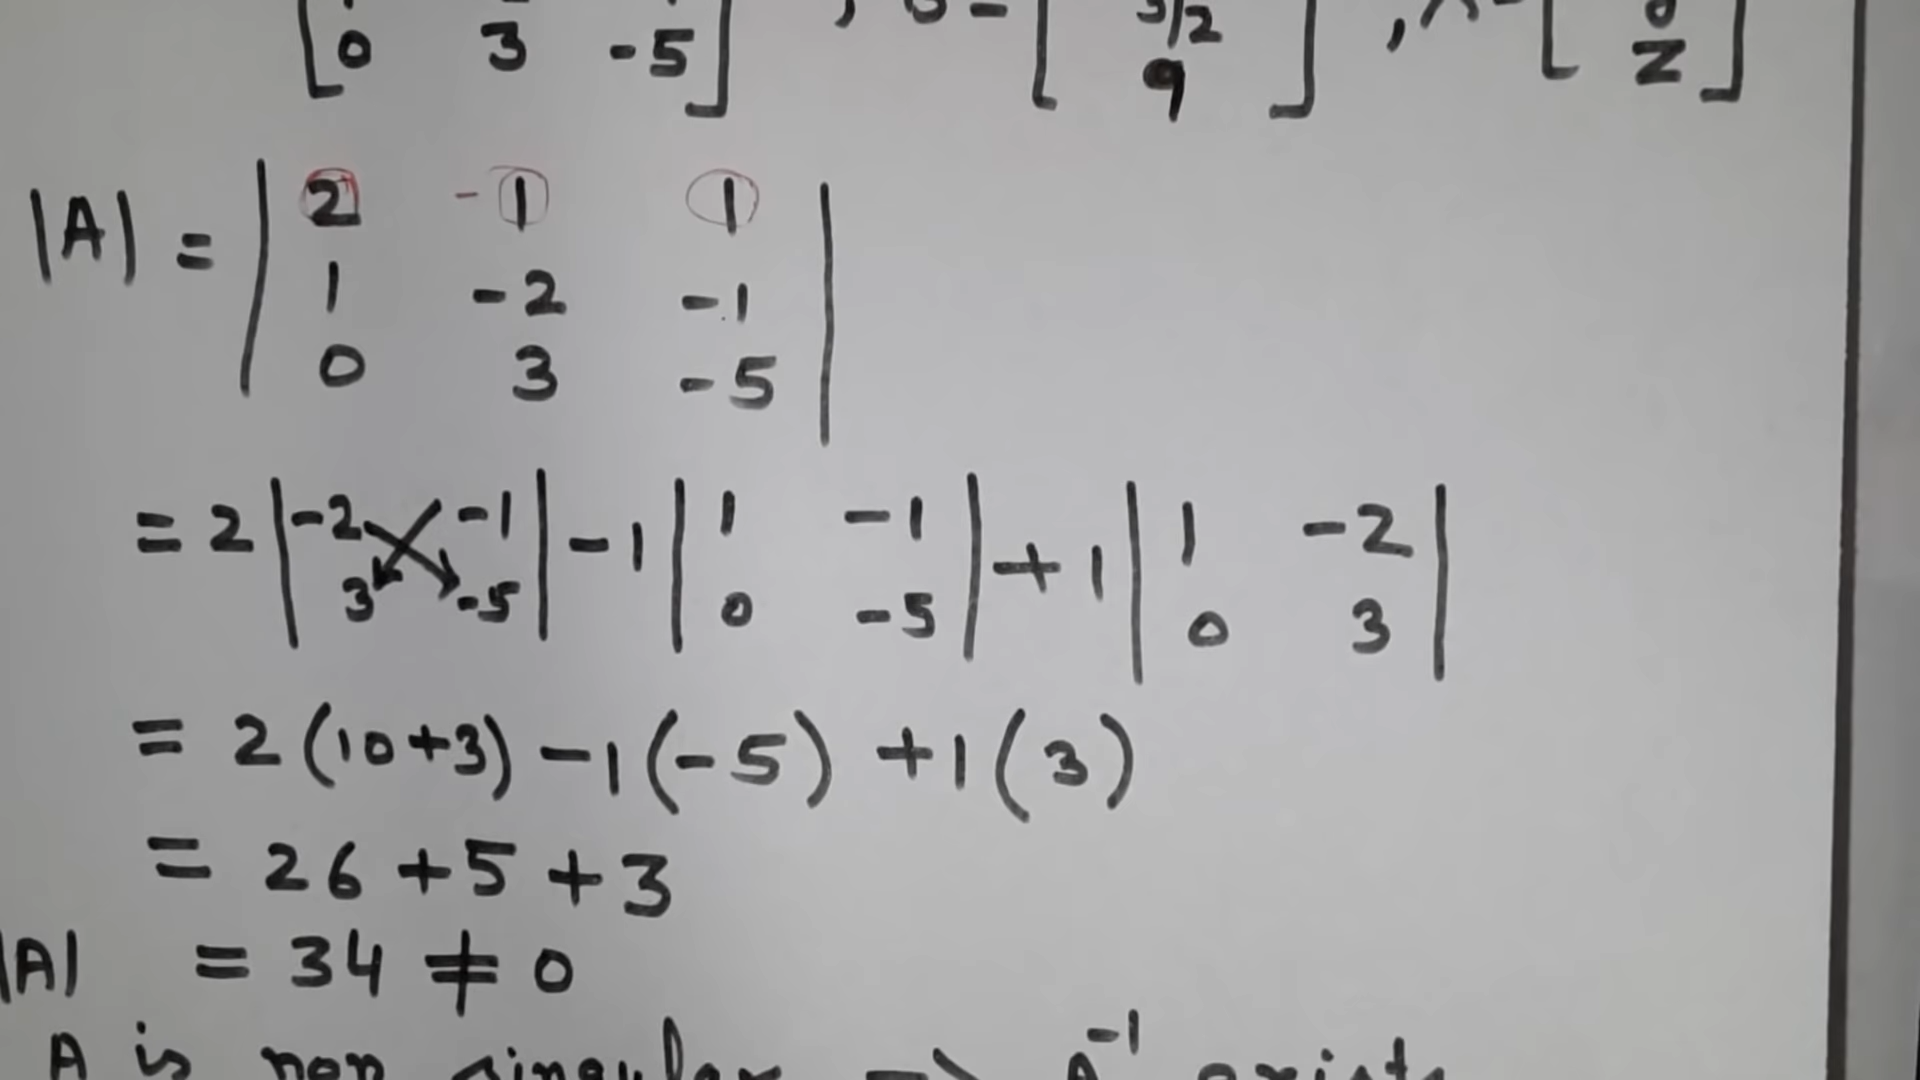 [0 3 -5] , B = [3/2 9] , X = [y z]
|A| = | 2 - 1 1 |
| 1 -2 -1 |
| 0 3 -5 |
= 2 | -2 -1 | - 1 | 1 -1 | + 1 | 1 -2 |
| 3 -5 | | 0 -5 | | 0 3 |
= 2 (10+3) - 1 (-5) + 1 (3)
= 26 + 5 + 3
|A| = 34 ≠ 0
A is non singular → A⁻¹ exists